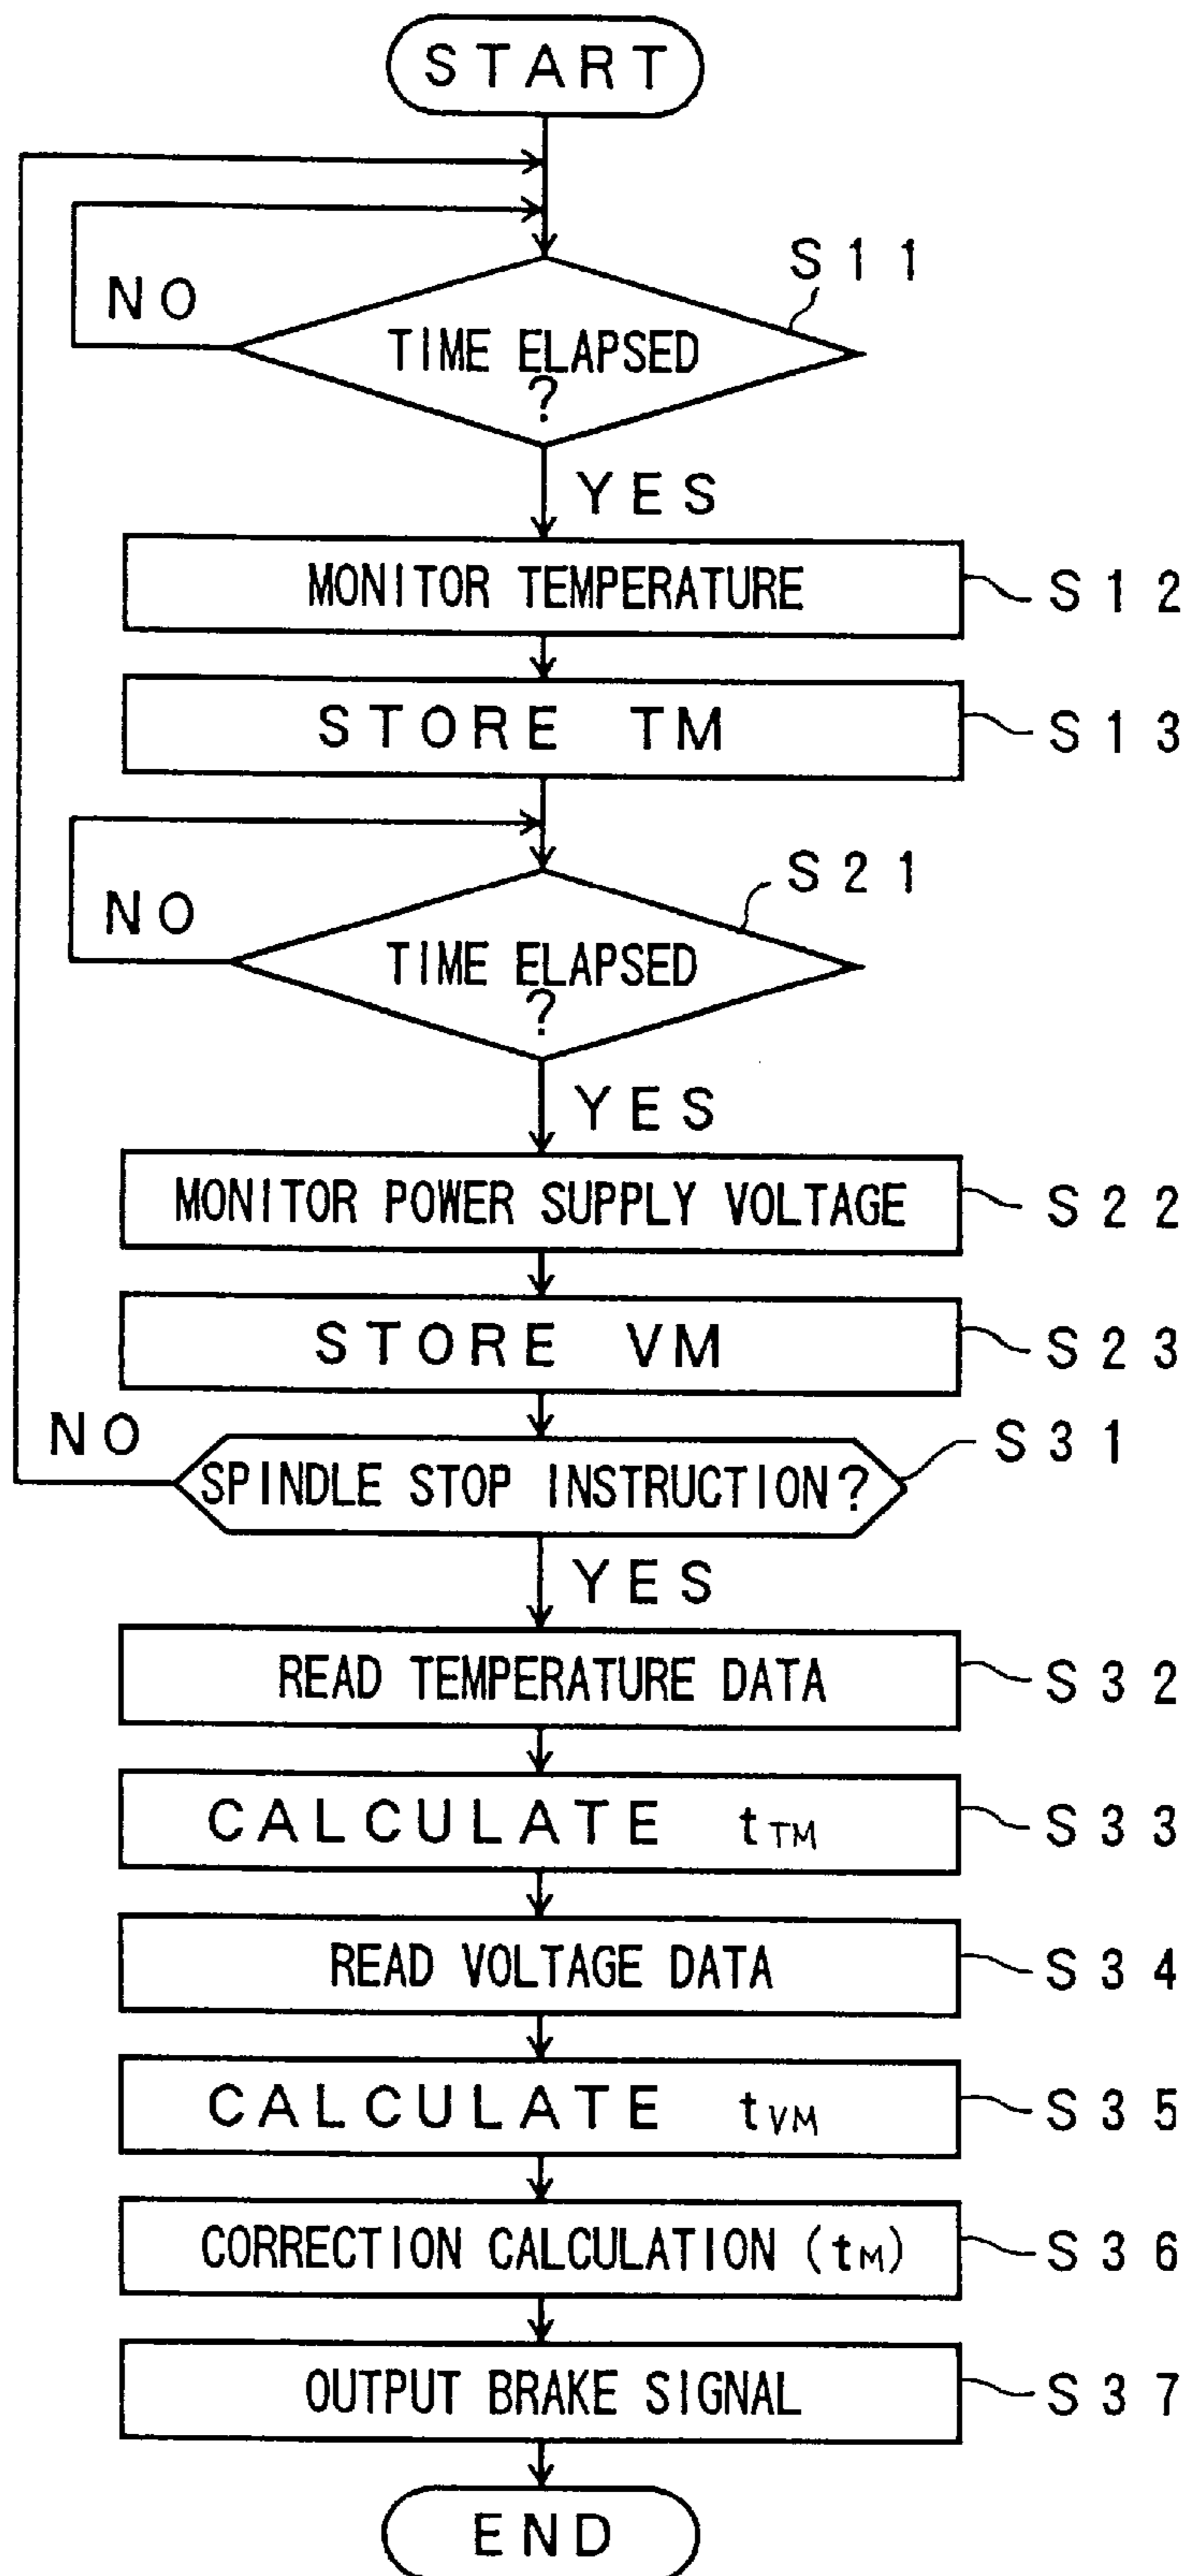 START
S11
NO
TIME ELAPSED
?
YES
MONITOR TEMPERATURE
S12
STORE TM
S13
S21
NO
TIME ELAPSED
?
YES
MONITOR POWER SUPPLY VOLTAGE
S22
STORE VM
S23
NO
S31
SPINDLE STOP INSTRUCTION?
YES
READ TEMPERATURE DATA
S32
CALCULATE tTM
S33
READ VOLTAGE DATA
S34
CALCULATE tVM
S35
CORRECTION CALCULATION (tM)
S36
OUTPUT BRAKE SIGNAL
S37
END